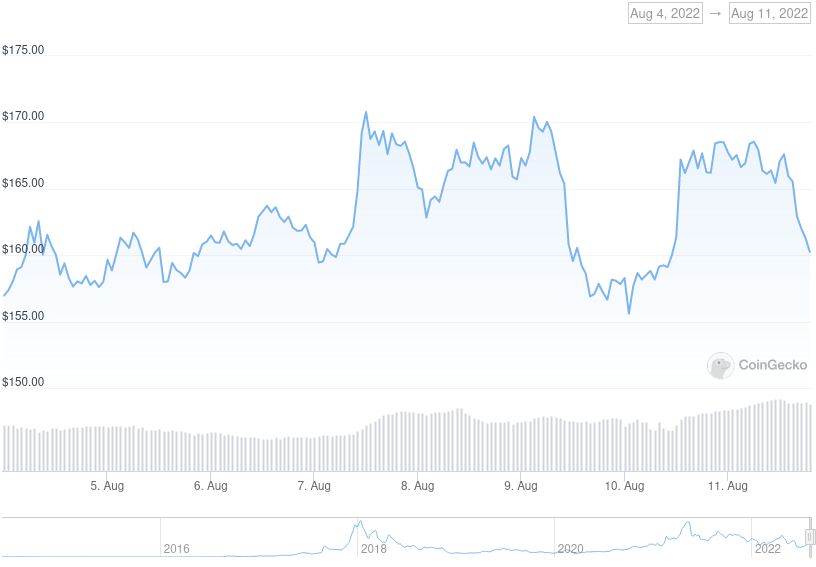 Aug 4, 2022 → Aug 11, 2022
$175.00
$170.00
$165.00
$160.00
$155.00
$150.00
CoinGecko
5. Aug 6. Aug 7. Aug 8. Aug 9. Aug 10. Aug 11. Aug
2016 2018 2020 2022